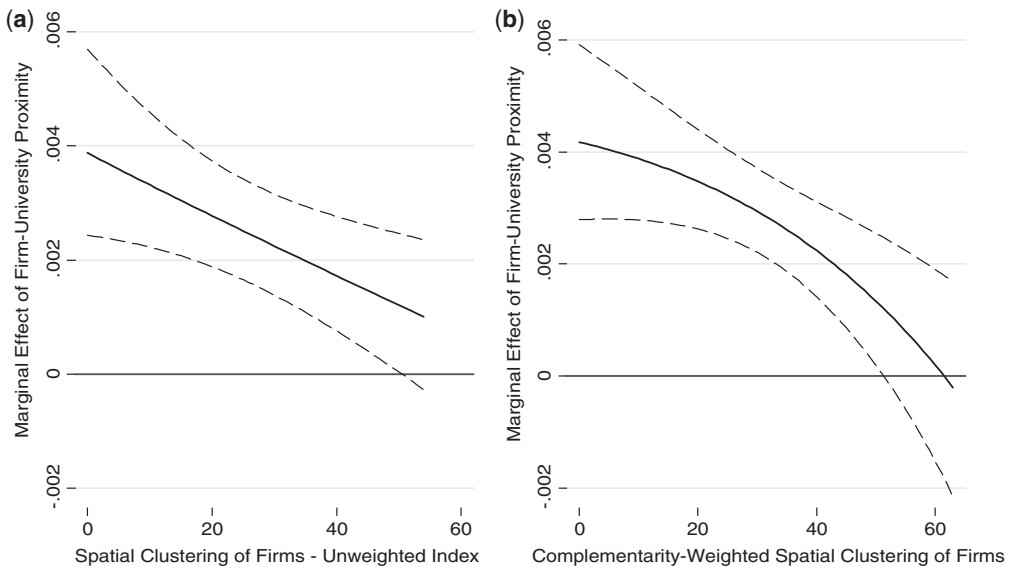 (a)
.006
.004
.002
0
-.002
Marginal Effect of Firm-University Proximity
0 20 40 60
Spatial Clustering of Firms - Unweighted Index
(b)
.006
.004
.002
0
-.002
Marginal Effect of Firm-University Proximity
0 20 40 60
Complementarity-Weighted Spatial Clustering of Firms